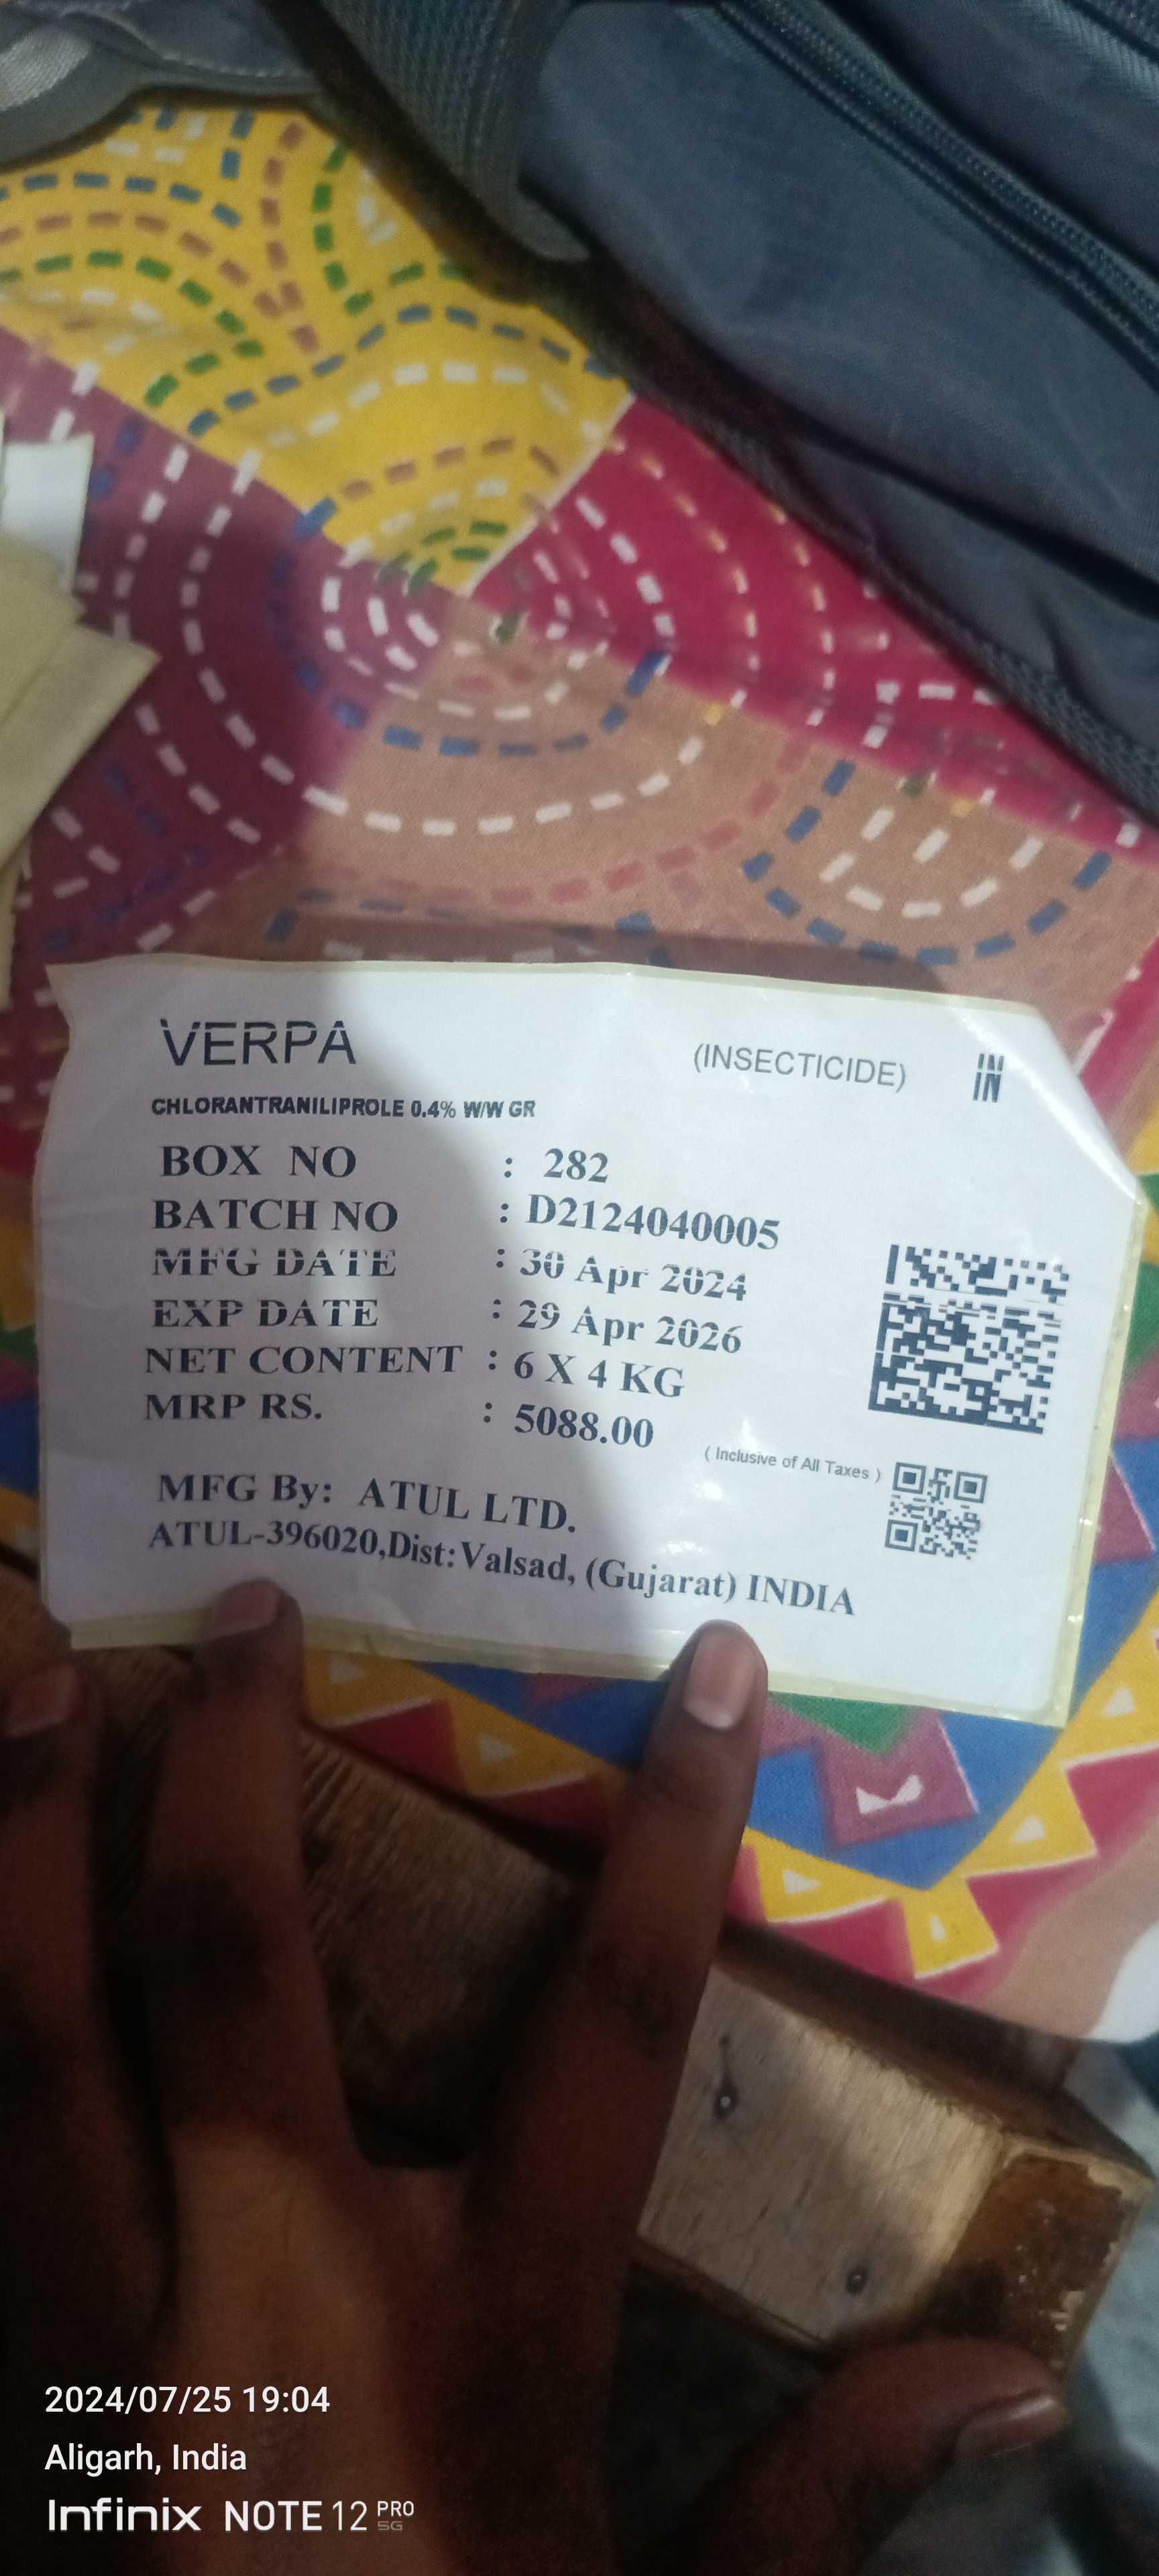 VERPA (INSECTICIDE) IN
CHLORANTRANILIPROLE 0.4% W/W GR
BOX NO : 282
BATCH NO : D2124040005
MFG DATE : 30 Apr 2024
EXP DATE : 29 Apr 2026
NET CONTENT : 6 X 4 KG
MRP RS. : 5088.00
( Inclusive of All Taxes )
MFG By: ATUL LTD.
ATUL-396020,Dist:Valsad, (Gujarat) INDIA
2024/07/25 19:04
Aligarh, India
Infinix NOTE 12 PRO 5G